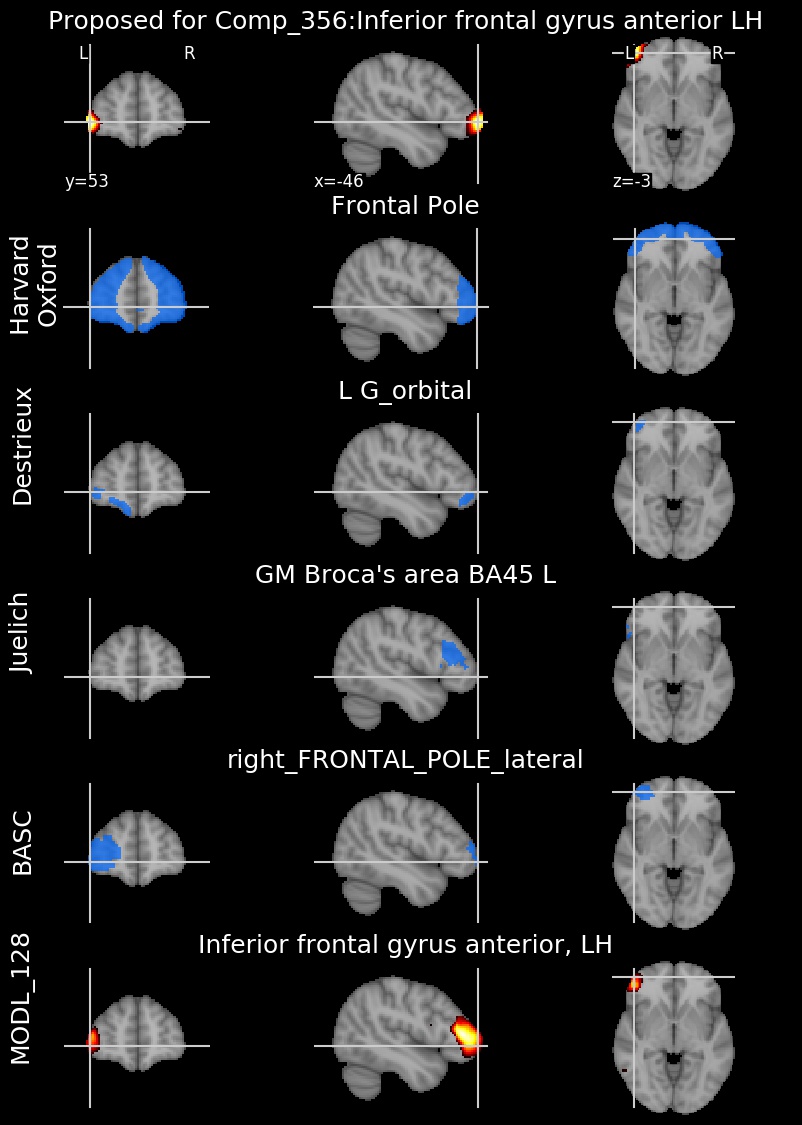 Proposed for Comp_356:Inferior frontal gyrus anterior LH
L R
L R
y=53 x=-46 z=-3
Frontal Pole
Harvard
Oxford
L G_orbital
Destrieux
GM Broca's area BA45 L
Juelich
right_FRONTAL_POLE_lateral
BASC
Inferior frontal gyrus anterior, LH
MODL_128